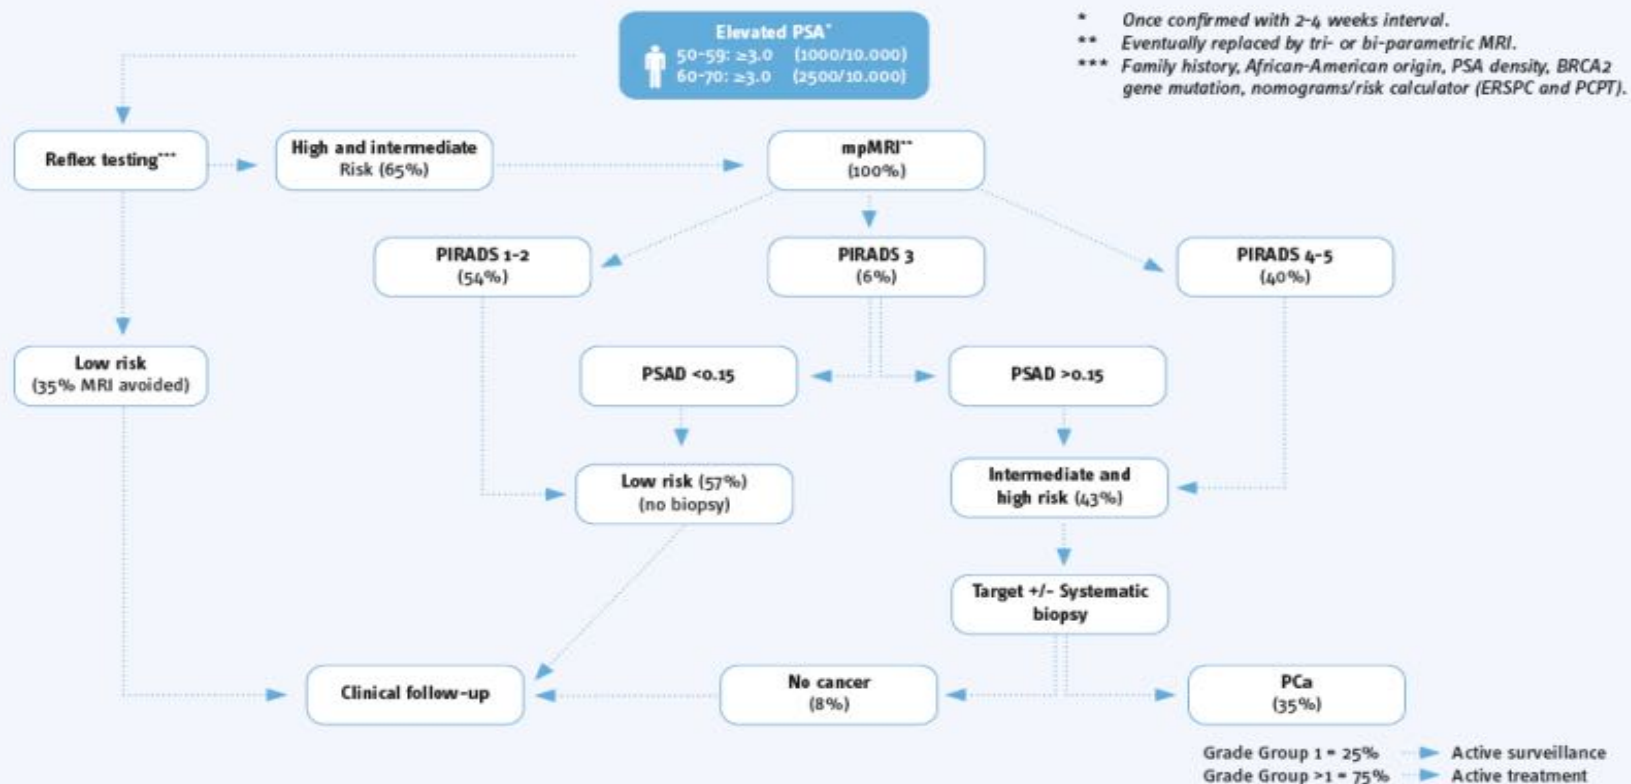 Elevated PSA*
50-59: ≥3.0 (1000/10.000)
60-70: ≥3.0 (2500/10.000)
* Once confirmed with 2-4 weeks interval.
** Eventually replaced by tri- or bi-parametric MRI.
*** Family history, African-American origin, PSA density, BRCA2
gene mutation, nomograms/risk calculator (ERSPC and PCPT).
Reflex testing***
High and intermediate
Risk (65%)
mpMRI**
(100%)
PIRADS 1-2
(54%)
PIRADS 3
(6%)
PIRADS 4-5
(40%)
Low risk
(35% MRI avoided)
PSAD <0.15
PSAD >0.15
Low risk (57%)
(no biopsy)
Intermediate and
high risk (43%)
Target +/- Systematic
biopsy
Clinical follow-up
No cancer
(8%)
PCa
(35%)
Grade Group 1 = 25% Active surveillance
Grade Group >1 = 75% Active treatment